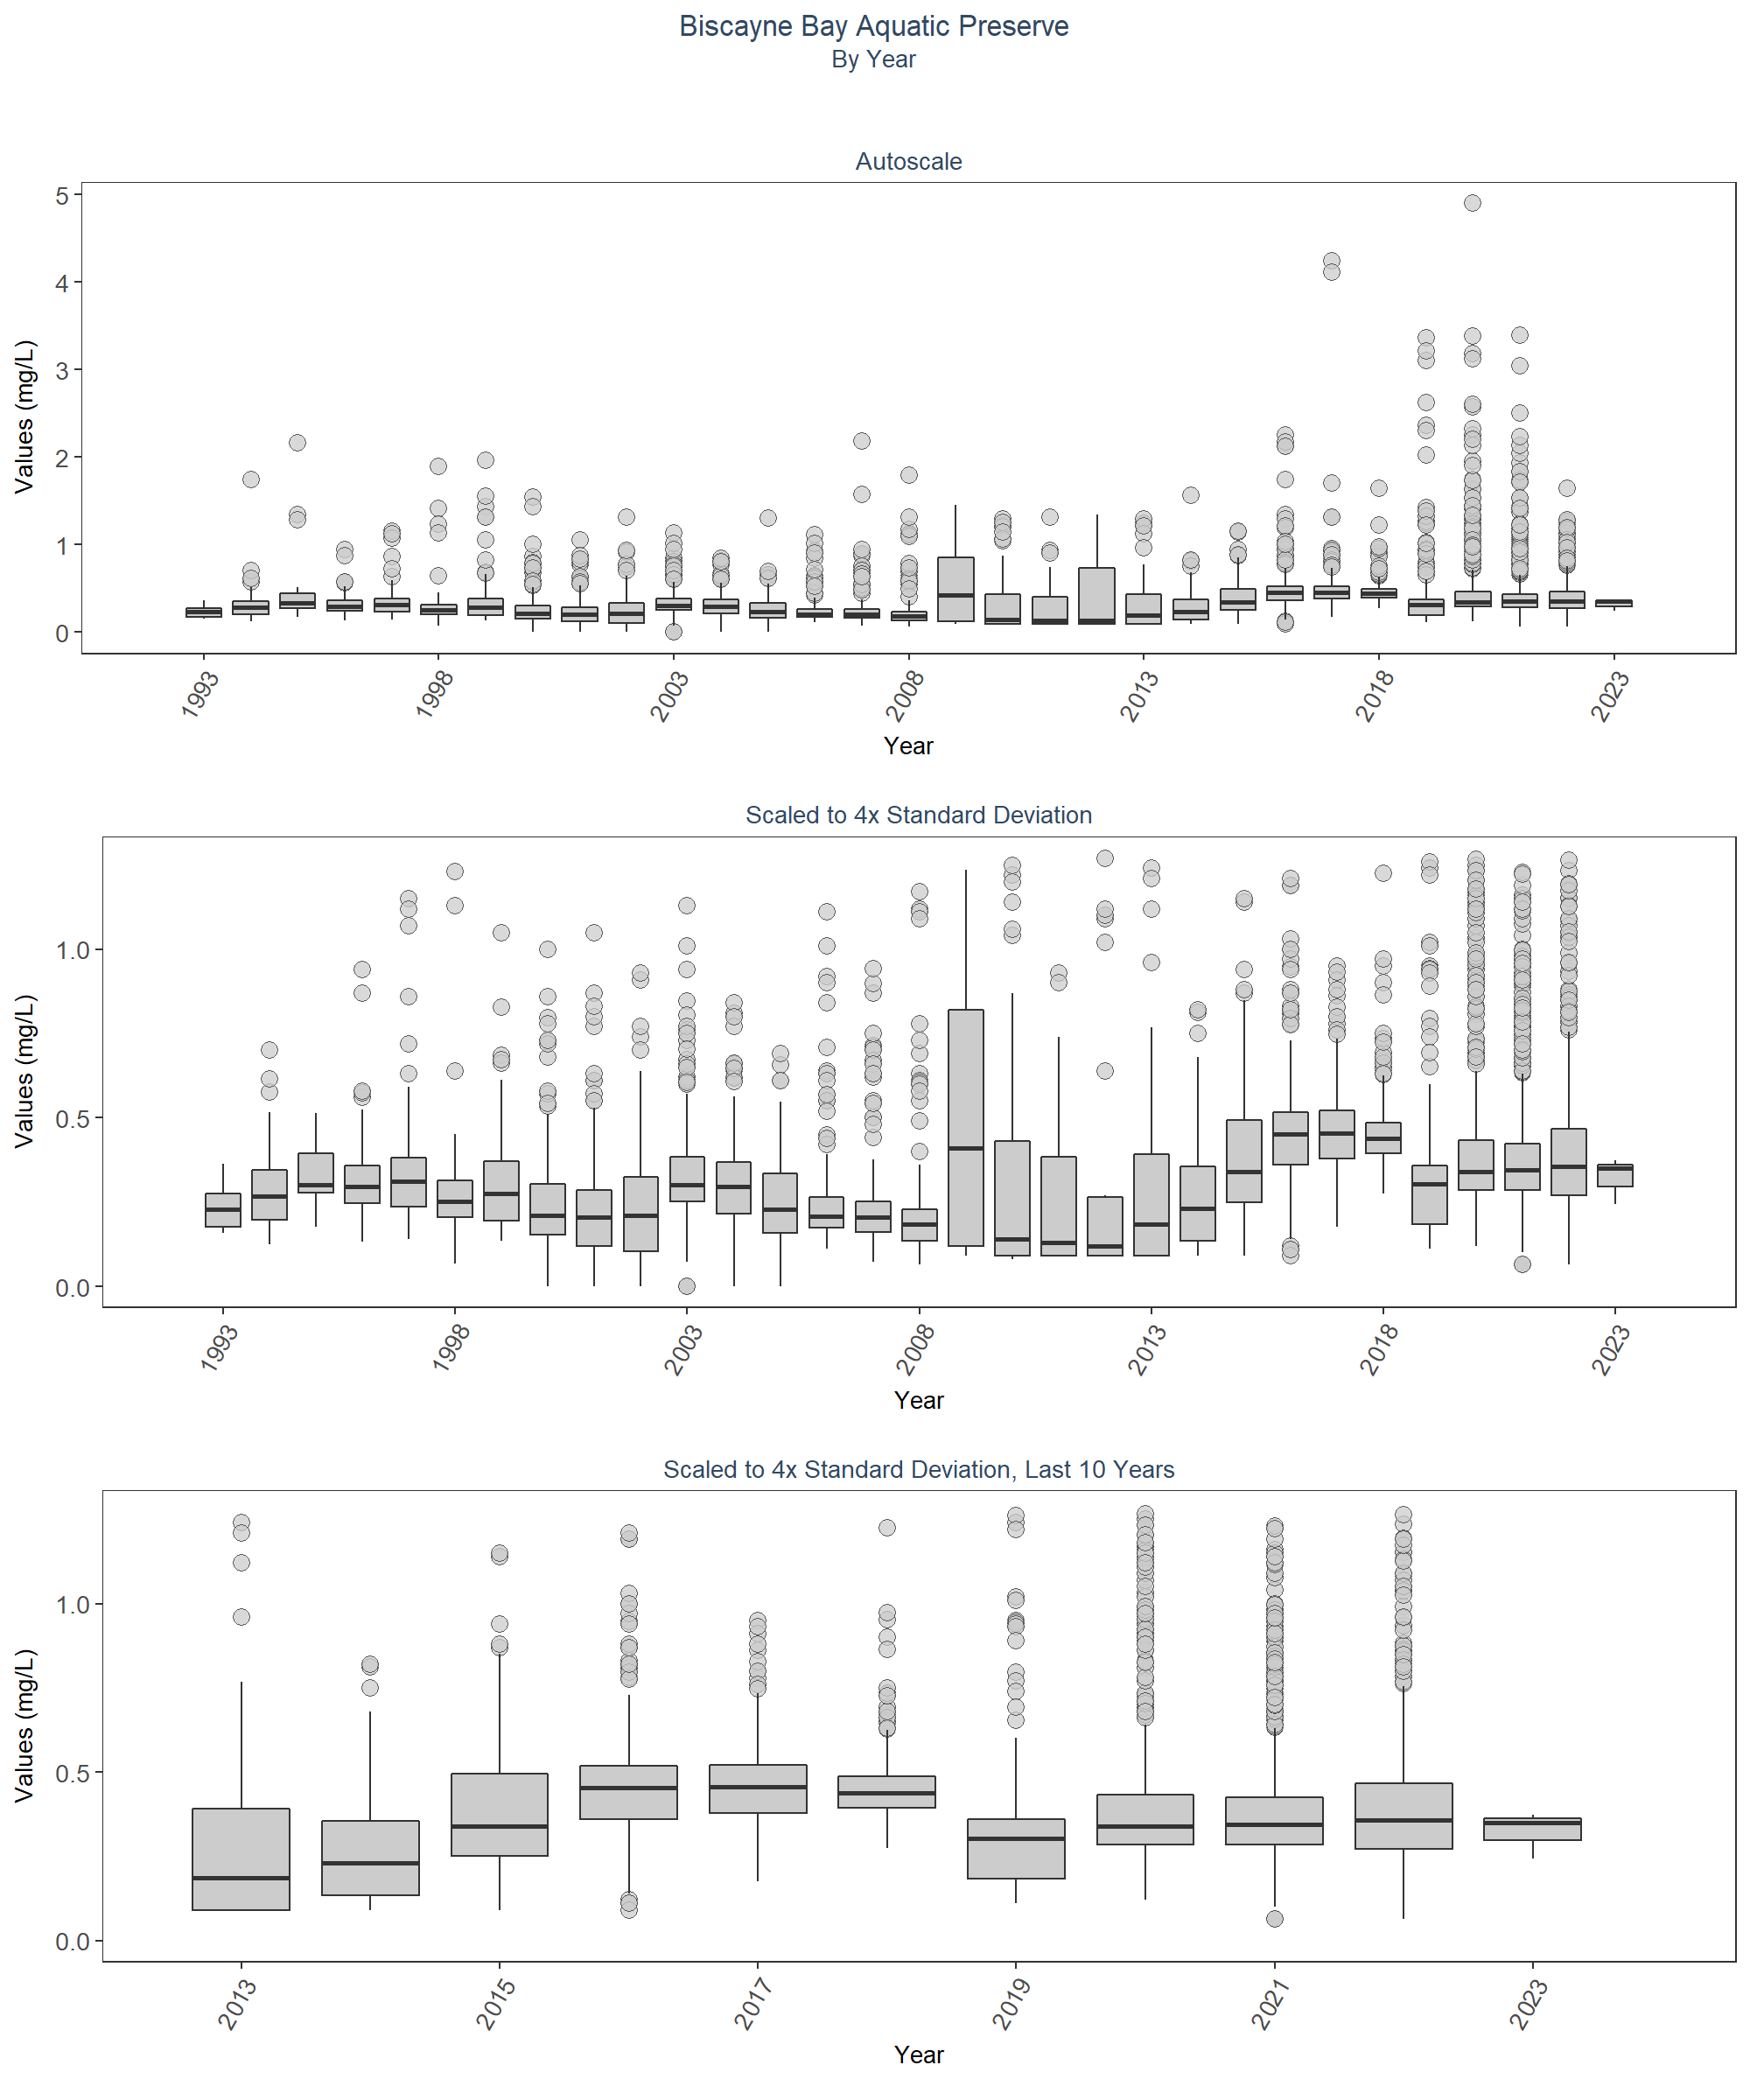 Biscayne Bay Aquatic Preserve
By Year
Autoscale
Values (mg/L)
5
4
3
2
1
0
1993
1998
2003
2008
2013
2018
2023
Year
Scaled to 4x Standard Deviation
Values (mg/L)
1.0
0.5
0.0
1993
1998
2003
2008
2013
2018
2023
Year
Scaled to 4x Standard Deviation, Last 10 Years
Values (mg/L)
1.0
0.5
0.0
2013
2015
2017
2019
2021
2023
Year